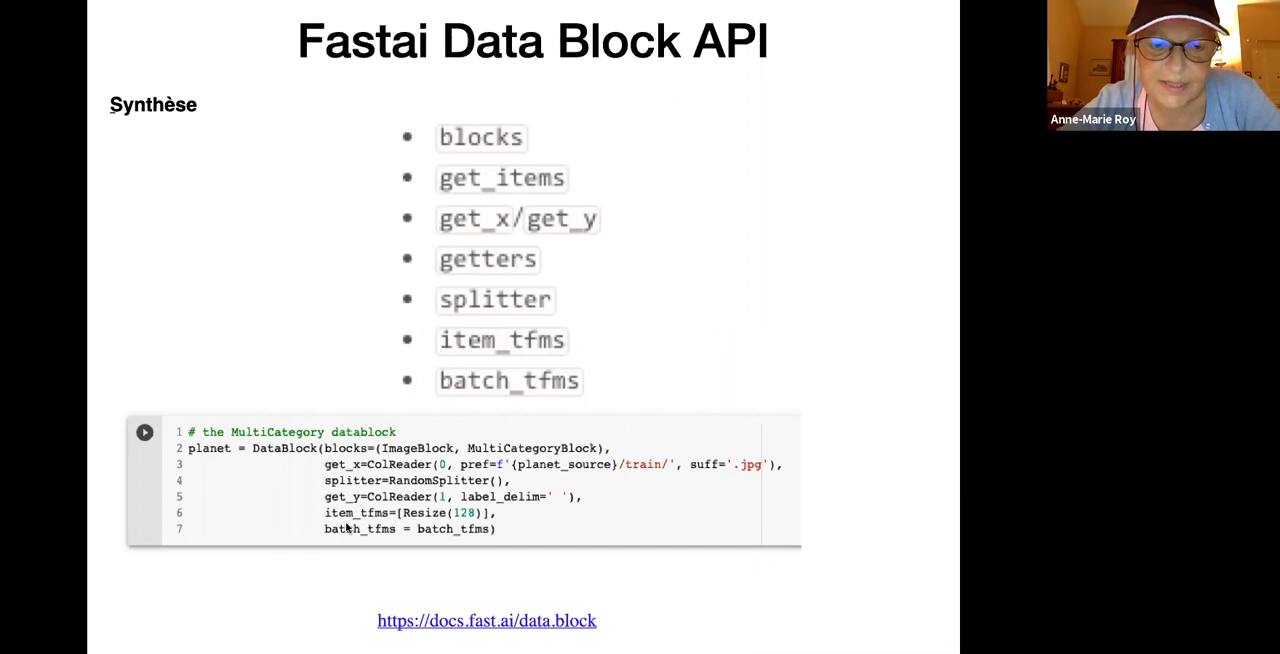 Fastai Data Block API
Synthèse
• blocks
• get_items
• get_x/get_y
• getters
• splitter
• item_tfms
• batch_tfms
1 # the MultiCategory datablock
2 planet = DataBlock(blocks=(ImageBlock, MultiCategoryBlock),
3 get_x=ColReader(0, pref=f'{planet_source}/train/', suff='.jpg'),
4 splitter=RandomSplitter(),
5 get_y=ColReader(1, label_delim=' '),
6 item_tfms=[Resize(128)],
7 batch_tfms = batch_tfms)
https://docs.fast.ai/data.block
Anne-Marie Roy